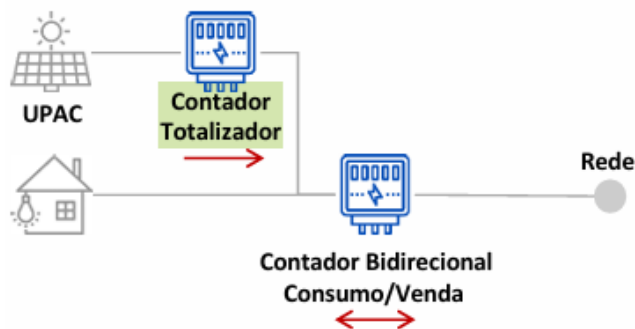 UPAC
Contador
Totalizador
Rede
Contador Bidirecional
Consumo/Venda